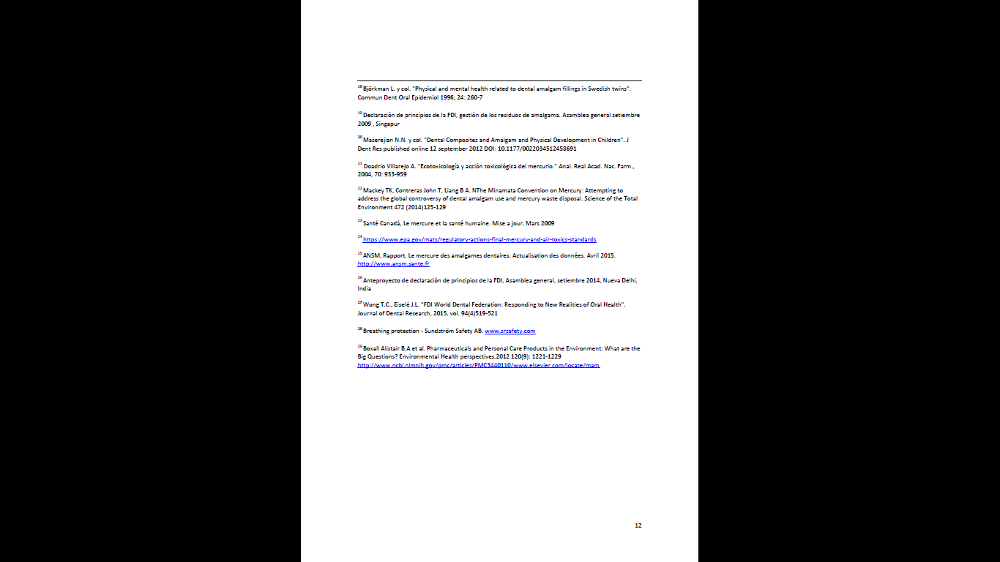 18 Björkman L. y col. "Physical and mental health related to dental amalgam fillings in Swedish twins".
Commun Dent Oral Epidemiol 1996; 24: 260-7
19 Declaración de principios de la FDI, gestión de los residuos de amalgama. Asamblea general setiembre
2009 , Singapur
20 Maserejian N.N. y col. "Dental Composites and Amalgam and Physical Development in Children". J
Dent Res published online 12 september 2012 DOI: 10.1177/0022034512458691
21 Doadrio Villarejo A. "Ecotoxicología y acción toxicológica del mercurio." Anal. Real Acad. Nac. Farm.,
2004, 70: 933-959
22 Mackey TK, Contreras John T, Liang B A. NThe Minamata Convention on Mercury: Attempting to
address the global controversy of dental amalgam use and mercury waste disposal. Science of the Total
Environment 472 (2014)125-129
23 Santé Canadá, Le mercure et la santé humaine. Mise a jour, Mars 2009
24 https://www.epa.gov/mats/regulatory-actions-final-mercury-and-air-toxics-standards
25 ANSM, Rapport. Le mercure des amalgames dentaires. Actualisation des données. Avril 2015.
http://www.ansm.sante.fr
26 Anteproyecto de declaración de principios de la FDI, Asamblea general, setiembre 2014, Nueva Delhi,
India
27 Wong T.C., Eiselé J.L. "FDI World Dental Federation: Responding to New Realities of Oral Health".
Journal of Dental Research, 2015, vol. 94(4)519-521
28 Breathing protection - Sundström Safety AB. www.srsafety.com
29 Boxall Alistair B.A et al. Pharmaceuticals and Personal Care Products in the Environment: What are the
Big Questions? Environmental Health perspectives.2012 120(9): 1221-1229
http://www.ncbi.nlmnih.gov/pmc/articles/PMC3440110/www.elsevier.com/locate/mam
12